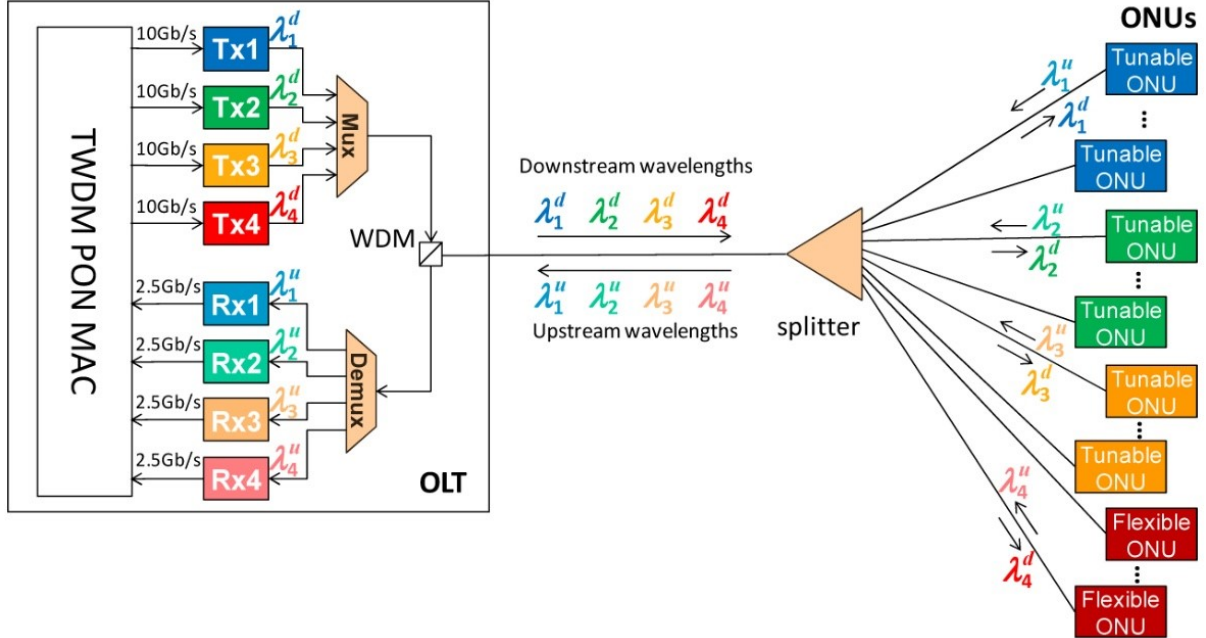 TWDM PON MAC
10Gb/s
Tx1
λ₁ᵈ
10Gb/s
Tx2
λ₂ᵈ
10Gb/s
Tx3
λ₃ᵈ
10Gb/s
Tx4
λ₄ᵈ
Mux
WDM
2.5Gb/s
Rx1
λ₁ᵘ
2.5Gb/s
Rx2
λ₂ᵘ
2.5Gb/s
Rx3
λ₃ᵘ
2.5Gb/s
Rx4
λ₄ᵘ
Demux
OLT
Downstream wavelengths
λ₁ᵈ λ₂ᵈ λ₃ᵈ λ₄ᵈ
λ₁ᵘ λ₂ᵘ λ₃ᵘ λ₄ᵘ
Upstream wavelengths
splitter
ONUs
λ₁ᵘ
λ₁ᵈ
Tunable
ONU
Tunable
ONU
λ₂ᵘ
λ₂ᵈ
Tunable
ONU
Tunable
ONU
λ₃ᵘ
λ₃ᵈ
Tunable
ONU
Tunable
ONU
λ₄ᵘ
λ₄ᵈ
Flexible
ONU
Flexible
ONU